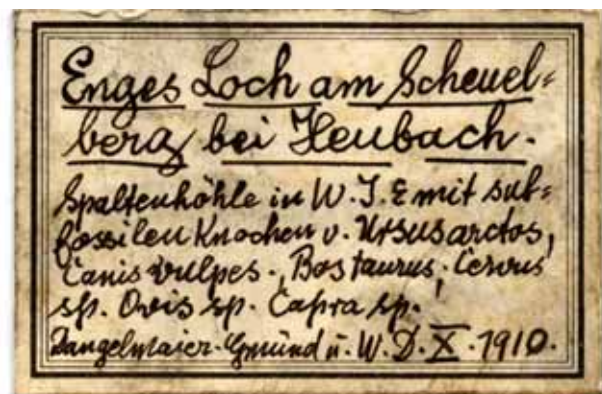 Enges Loch am Scheuel-
berg bei Heubach.
Spaltenhöhle in W. J. ε mit sub-
fossilen Knochen v. Ursus arctos,
Canis vulpes., Bos taurus, Cervus
sp. Ovis sp. Capra sp.
Dangelmaier-Gmünd u. W. D. X. 1910.